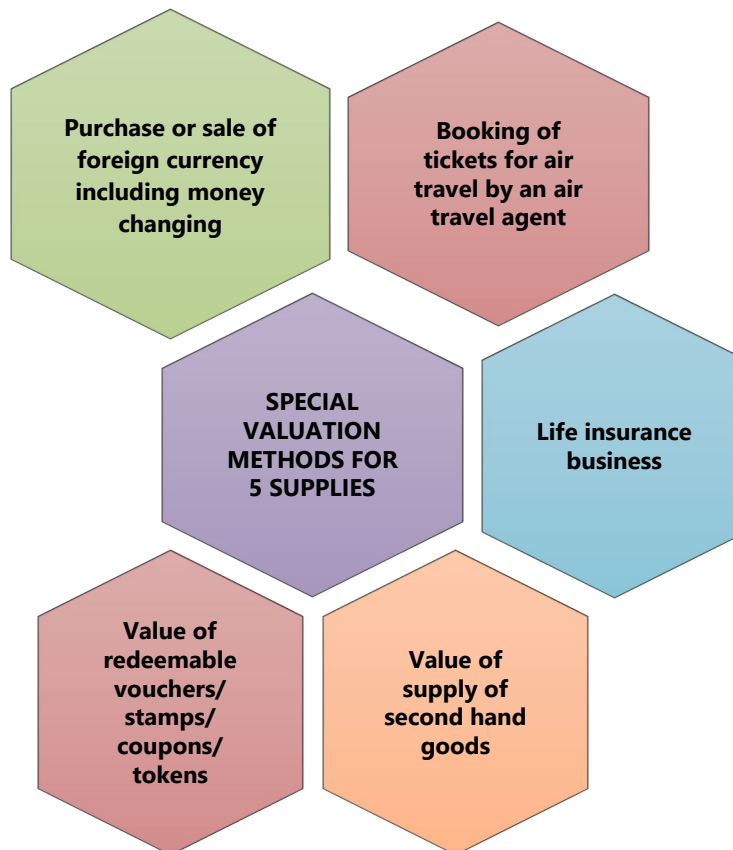 Purchase or sale of
foreign currency
including money
changing
Booking of
tickets for air
travel by an air
travel agent
SPECIAL
VALUATION
METHODS FOR
5 SUPPLIES
Life insurance
business
Value of
redeemable
vouchers/
stamps/
coupons/
tokens
Value of
supply of
second hand
goods